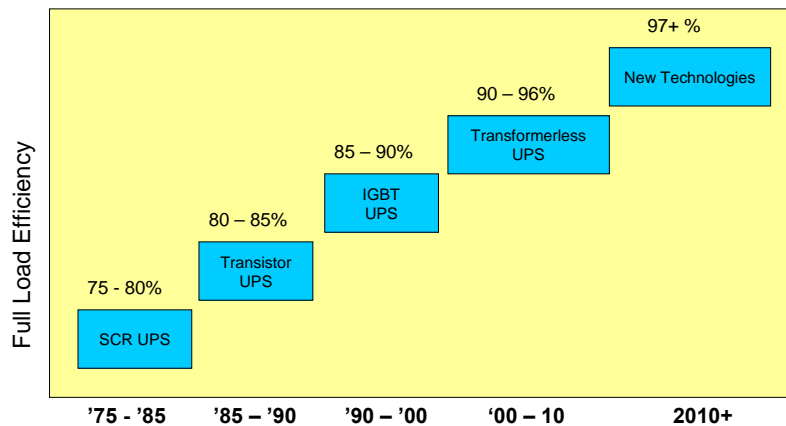 97+ %
New Technologies
90 – 96%
Transformerless
UPS
85 – 90%
IGBT
UPS
80 – 85%
Transistor
UPS
75 - 80%
SCR UPS
Full Load Efficiency
’75 - ’85
’85 – ’90
’90 – ’00
‘00 – 10
2010+